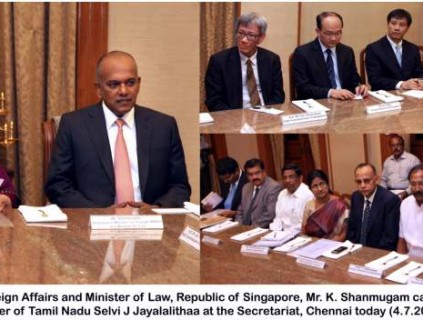 eign Affairs and Minister of Law, Republic of Singapore, Mr. K. Shanmugam ca
er of Tamil Nadu Selvi J Jayalalithaa at the Secretariat, Chennai today (4.7.20